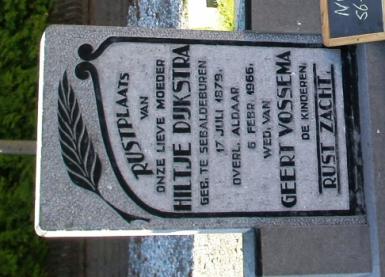 RUSTPLAATS
VAN
ONZE LIEVE MOEDER
HILTJE DIJKSTRA
GEB. TE SEBALDEBUREN
17 JULI 1879.
OVERL. ALDAAR
6 FEBR. 1966.
WED. VAN
GEERT VOSSEMA
DE KINDEREN.
RUST ZACHT.